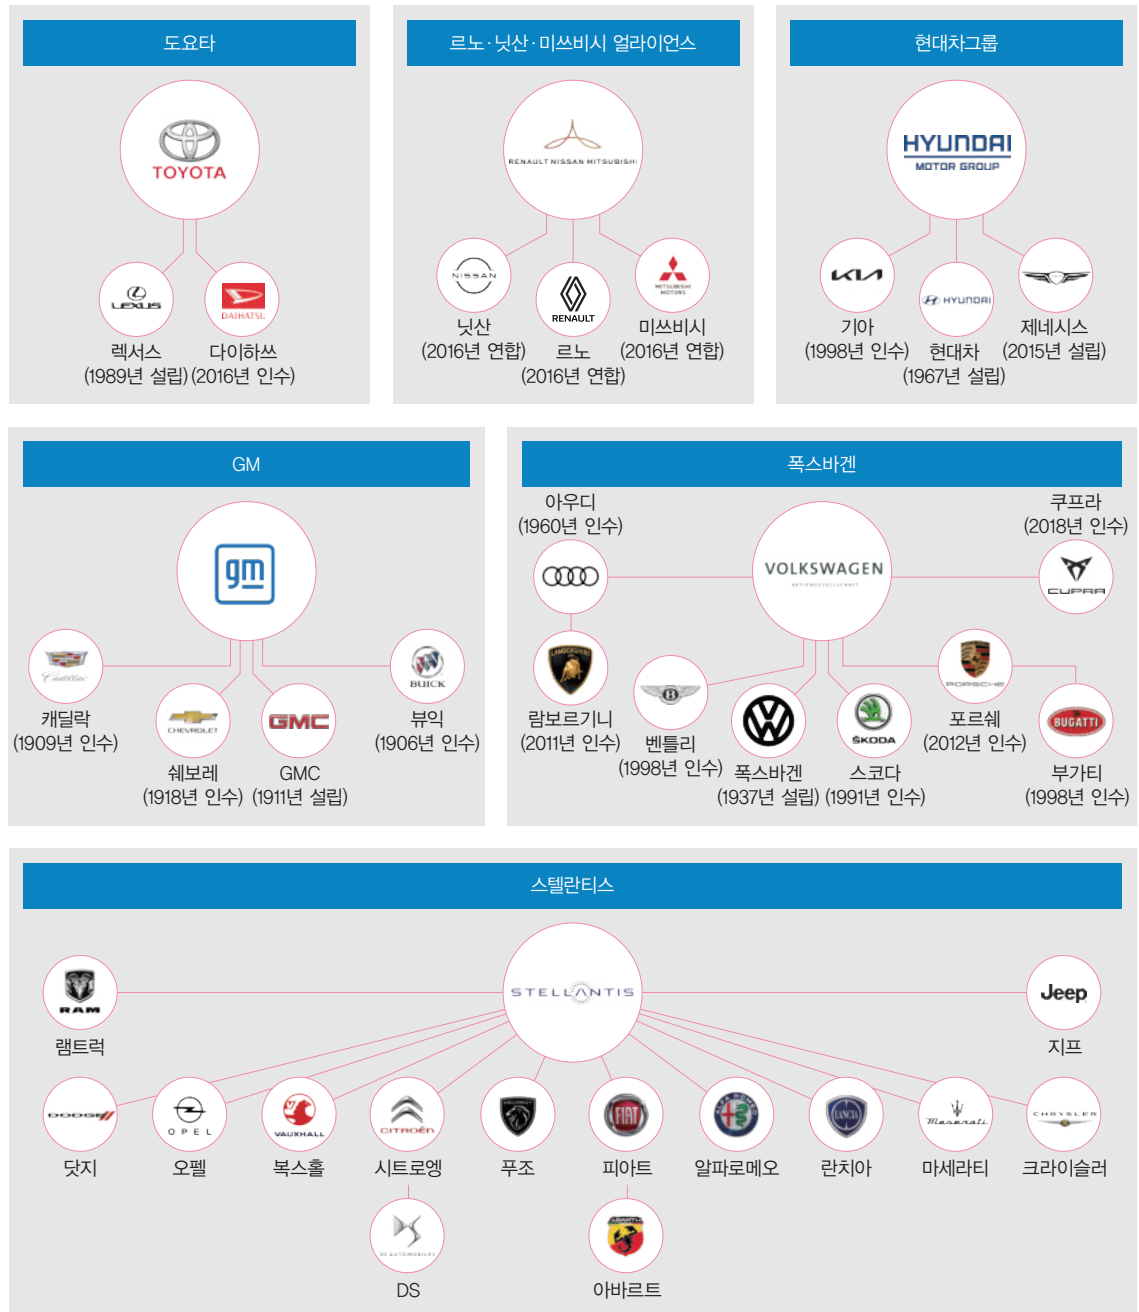 도요타
TOYOTA
LEXUS
DAIHATSU
렉서스
(1989년 설립)
다이하쓰
(2016년 인수)
르노·닛산·미쓰비시 얼라이언스
RENAULT NISSAN MITSUBISHI
NISSAN
RENAULT
MITSUBISHI
MOTORS
닛산
(2016년 연합)
르노
(2016년 연합)
미쓰비시
(2016년 연합)
현대차그룹
HYUNDAI
MOTOR GROUP
KIA
HYUNDAI
기아
(1998년 인수)
현대차
(1967년 설립)
제네시스
(2015년 설립)
GM
gm
Cadillac
CHEVROLET
GMC
BUICK
캐딜락
(1909년 인수)
쉐보레
(1918년 인수)
GMC
(1911년 설립)
뷰익
(1906년 인수)
폭스바겐
아우디
(1960년 인수)
VOLKSWAGEN
AKTIENGESELLSCHAFT
쿠프라
(2018년 인수)
CUPRA
LAMBORGHINI
람보르기니
(2011년 인수)
B
벤틀리
(1998년 인수)
폭스바겐
(1937년 설립)
ŠKODA
스코다
(1991년 인수)
PORSCHE
포르쉐
(2012년 인수)
BUGATTI
부가티
(1998년 인수)
스텔란티스
STELLANTIS
RAM
램트럭
Jeep
지프
DODGE
닷지
OPEL
오펠
VAUXHALL
복스홀
CITROËN
시트로엥
PEUGEOT
푸조
FIAT
피아트
ALFA ROMEO
알파로메오
LANCIA
란치아
Maserati
마세라티
CHRYSLER
크라이슬러
DS AUTOMOBILES
DS
ABARTH
아바르트